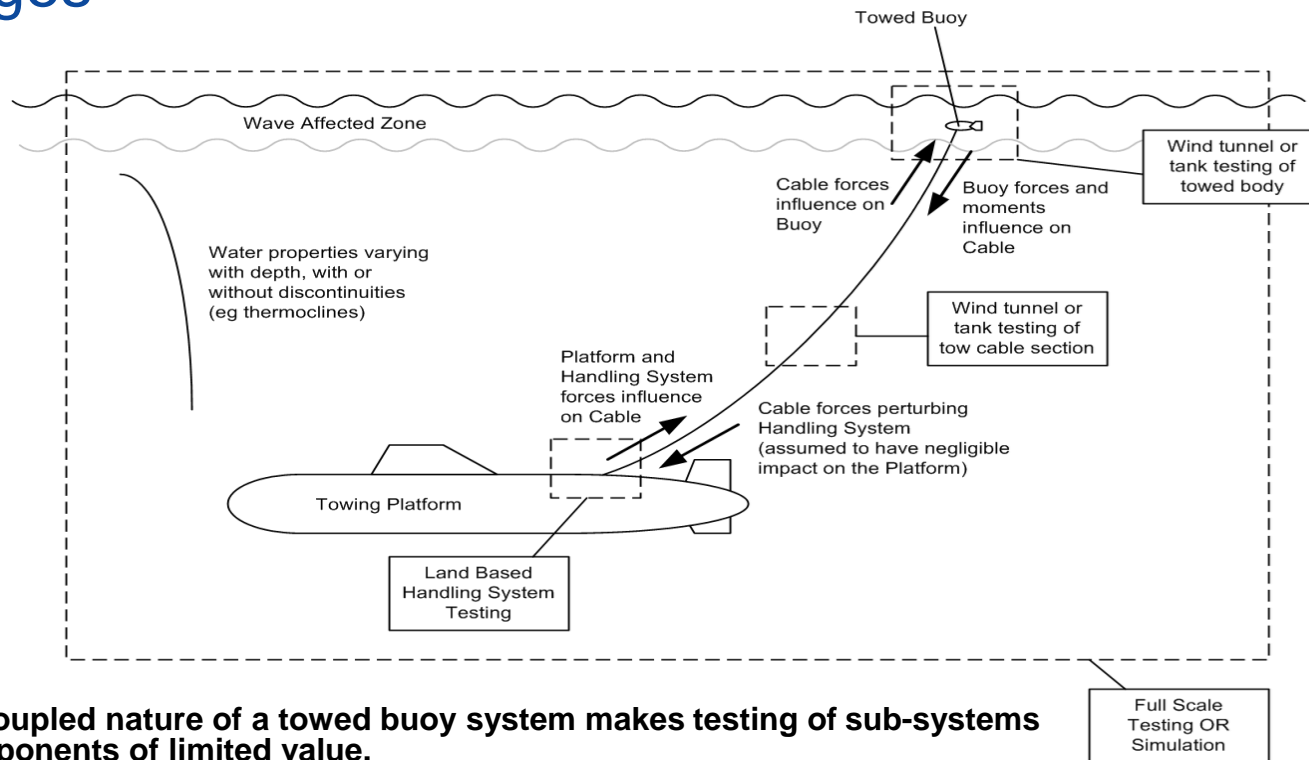 Towed Buoy
Wave Affected Zone
Wind tunnel or
tank testing of
towed body
Cable forces
influence on
Buoy
Buoy forces and
moments
influence on
Cable
Water properties varying
with depth, with or
without discontinuities
(eg thermoclines)
Wind tunnel or
tank testing of
tow cable section
Platform and
Handling System
forces influence
on Cable
Cable forces perturbing
Handling System
(assumed to have negligible
impact on the Platform)
Towing Platform
Land Based
Handling System
Testing
Full Scale
Testing OR
Simulation
oupled nature of a towed buoy system makes testing of sub-systems
ponents of limited value.